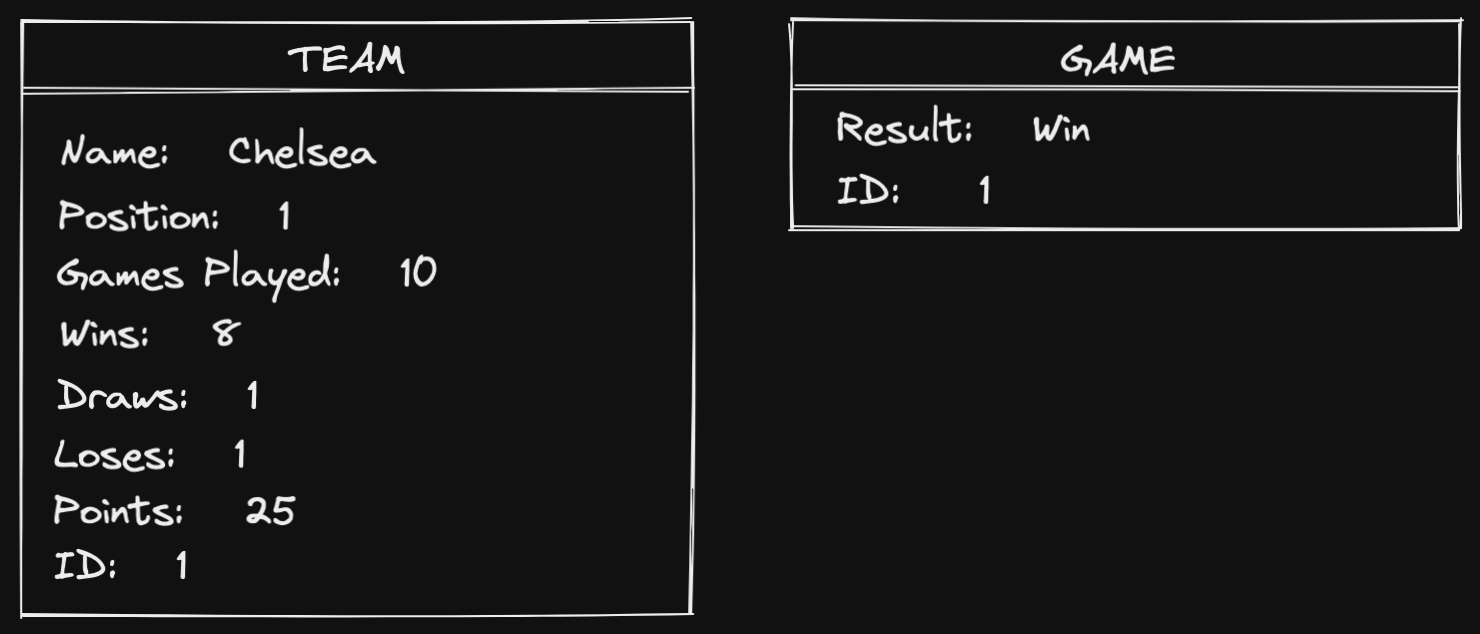 TEAM
Name: Chelsea
Position: 1
Games Played: 10
Wins: 8
Draws: 1
Loses: 1
Points: 25
ID: 1
GAME
Result: Win
ID: 1